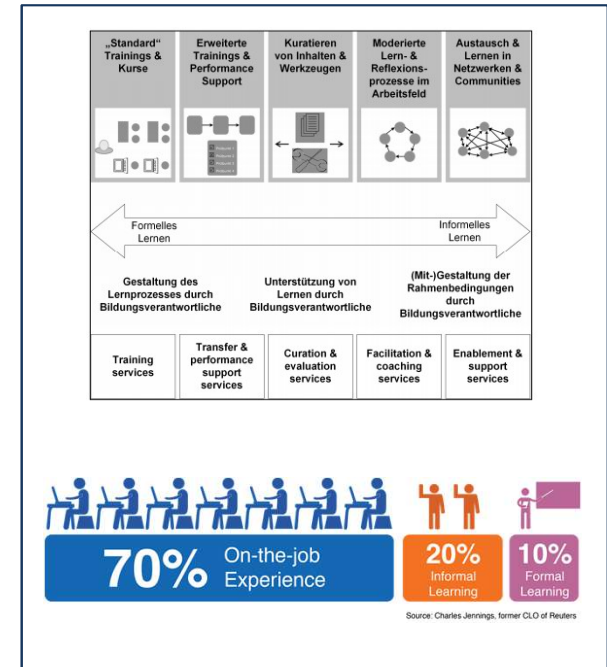 „Standard“
Trainings &
Kurse
Erweiterte
Trainings &
Performance
Support
Kuratieren
von Inhalten &
Werkzeugen
Moderierte
Lern- &
Reflexions-
prozesse im
Arbeitsfeld
Austausch &
Lernen in
Netzwerken &
Communities
Formelles
Lernen
Informelles
Lernen
Gestaltung des
Lernprozesses durch
Bildungsverantwortliche
Unterstützung von
Lernen durch
Bildungsverantwortliche
(Mit-)Gestaltung der
Rahmenbedingungen
durch
Bildungsverantwortliche
Training
services
Transfer &
performance
support
services
Curation &
evaluation
services
Facilitation &
coaching
services
Enablement &
support
services
70%
On-the-job
Experience
20%
Informal
Learning
10%
Formal
Learning
Source: Charles Jennings, former CLO of Reuters